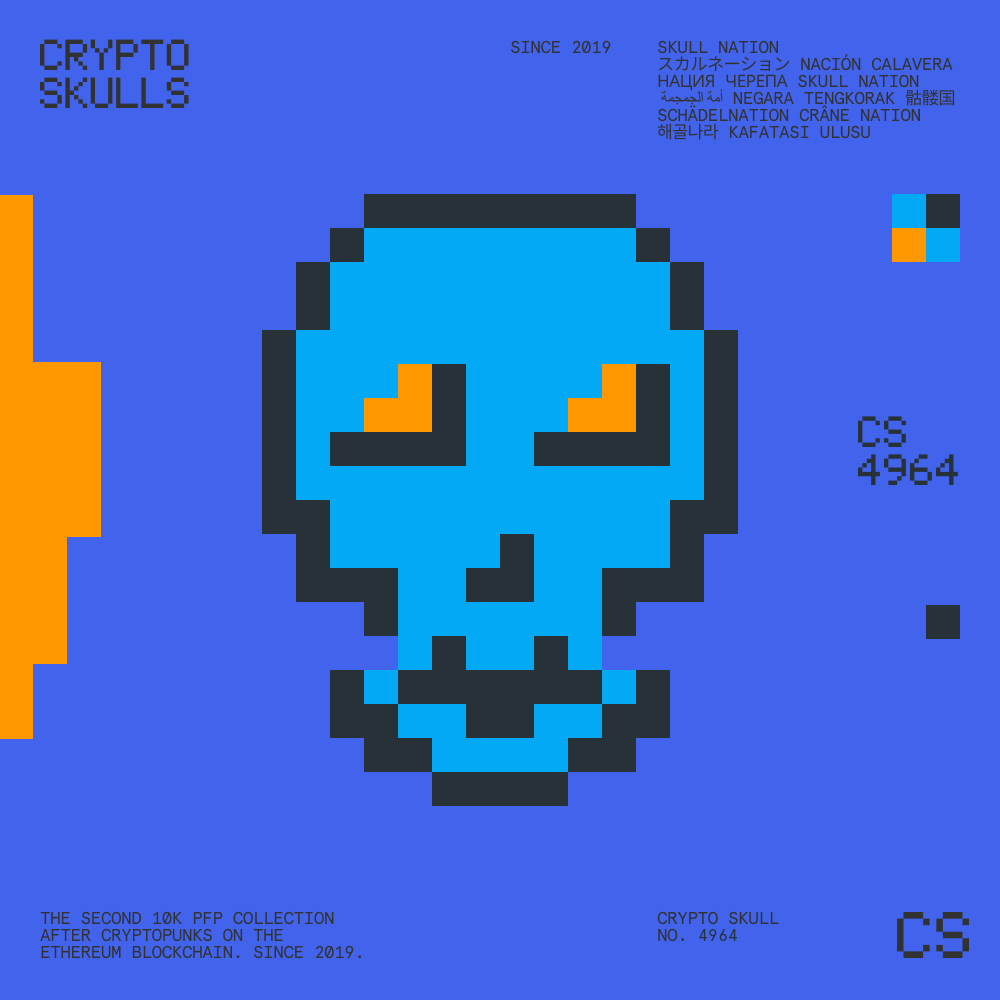 CRYPTO
SKULLS
SINCE 2019
SKULL NATION
スカルネーション NACIÓN CALAVERA
НАЦИЯ ЧЕРЕПА SKULL NATION
أمة الجمجمة NEGARA TENGKORAK 骷髅国
SCHÄDELNATION CRÂNE NATION
해골나라 KAFATASI ULUSU
CS
4964
THE SECOND 10K PFP COLLECTION
AFTER CRYPTOPUNKS ON THE
ETHEREUM BLOCKCHAIN. SINCE 2019.
CRYPTO SKULL
NO. 4964
CS